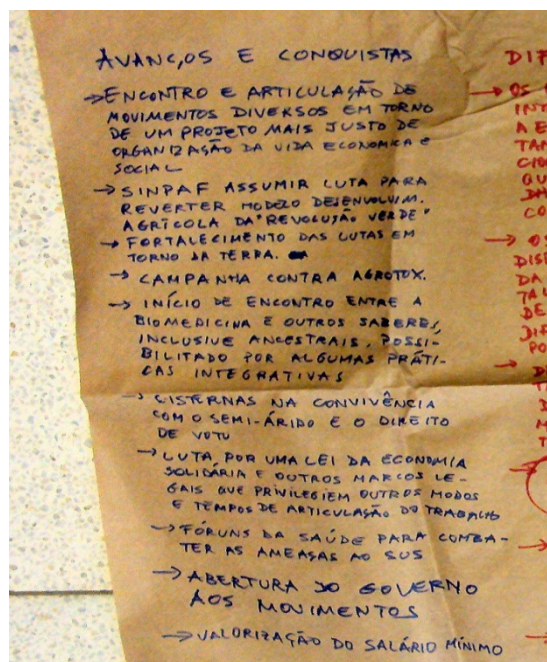 AVANÇOS E CONQUISTAS
→ ENCONTRO E ARTICULAÇÃO DE
MOVIMENTOS DIVERSOS EM TORNO
DE UM PROJETO MAIS JUSTO DE
ORGANIZAÇÃO DA VIDA ECONOMICA E
SOCIAL
→ SINPAF ASSUMIR LUTA PARA
REVERTER MODELO DESENVOLVIM.
AGRÍCOLA DA "REVOLUÇÃO VERDE"
→ FORTALECIMENTO DAS LUTAS EM
TORNO DA TERRA.
→ CAMPANHA CONTRA AGROTOX.
→ INÍCIO DE ENCONTRO ENTRE A
BIOMEDICINA E OUTROS SABERES,
INCLUSIVE ANCESTRAIS, POSSI-
BILITADO POR ALGUMAS PRÁTI-
CAS INTEGRATIVAS
→ CISTERNAS NA CONVIVÊNCIA
COM O SEMI-ÁRIDO E O DIREITO
DE VOTO
→ LUTA POR UMA LEI DA ECONOMIA
SOLIDÁRIA E OUTROS MARCOS LE-
GAIS QUE PRIVILEGIEM OUTROS MODOS
E TEMPOS DE ARTICULAÇÃO DO TRABALHO
→ FÓRUNS DA SAÚDE PARA COMBA-
TER AS AMEAÇAS AO SUS
→ ABERTURA DO GOVERNO
AOS MOVIMENTOS
→ VALORIZAÇÃO DO SALÁRIO MÍNIMO